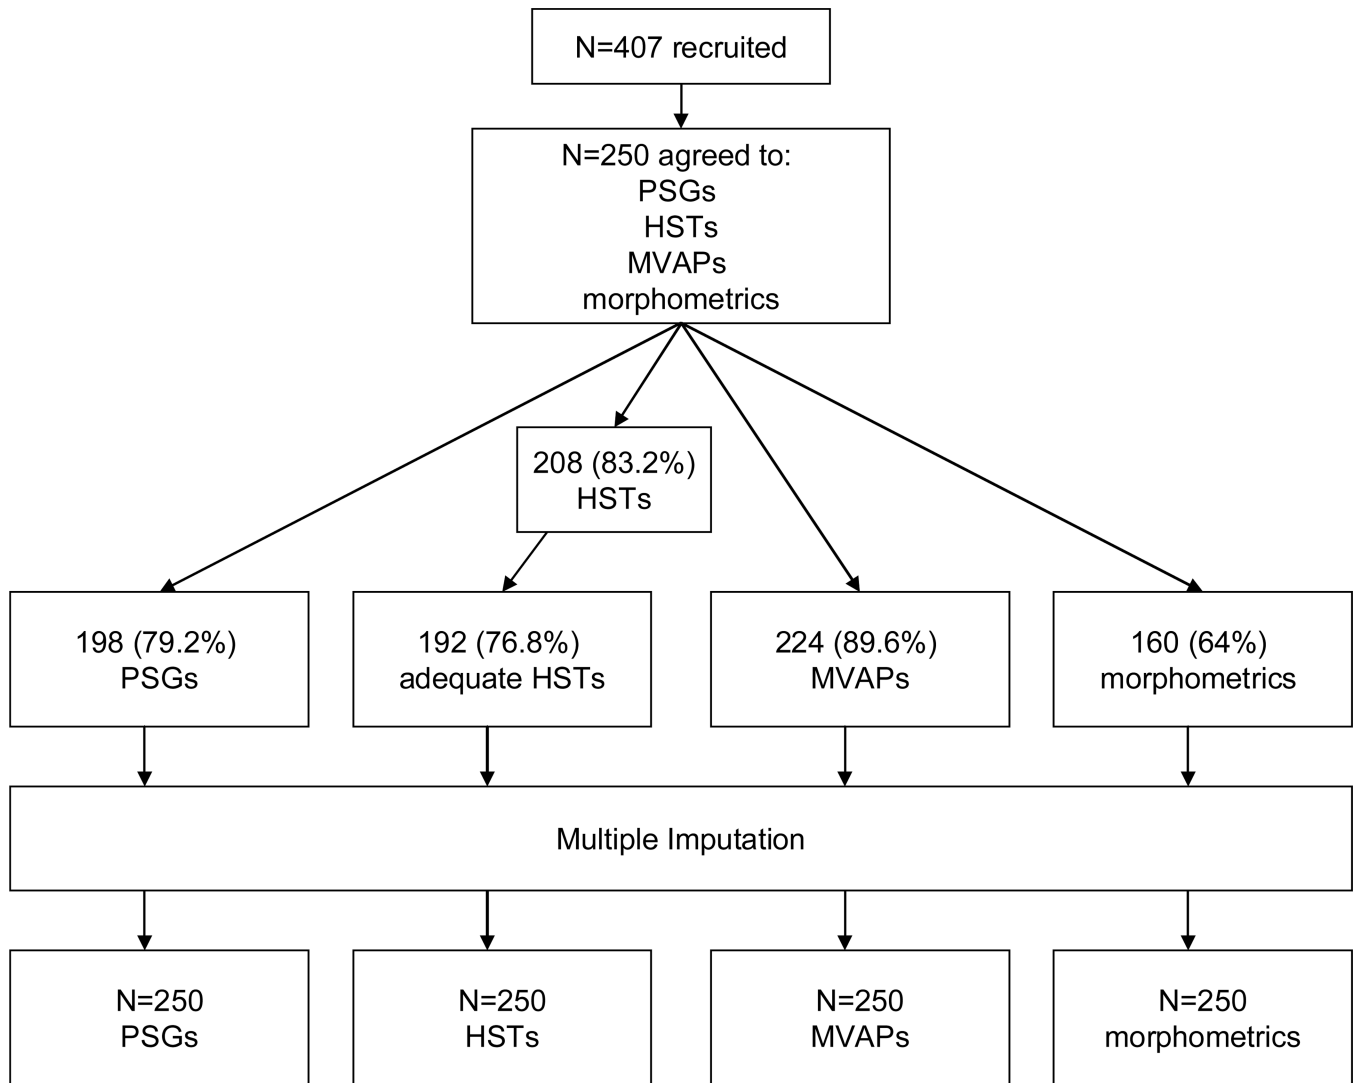 N=407 recruited
N=250 agreed to:
PSGs
HSTs
MVAPs
morphometrics
208 (83.2%)
HSTs
198 (79.2%)
PSGs
192 (76.8%)
adequate HSTs
224 (89.6%)
MVAPs
160 (64%)
morphometrics
Multiple Imputation
N=250
PSGs
N=250
HSTs
N=250
MVAPs
N=250
morphometrics